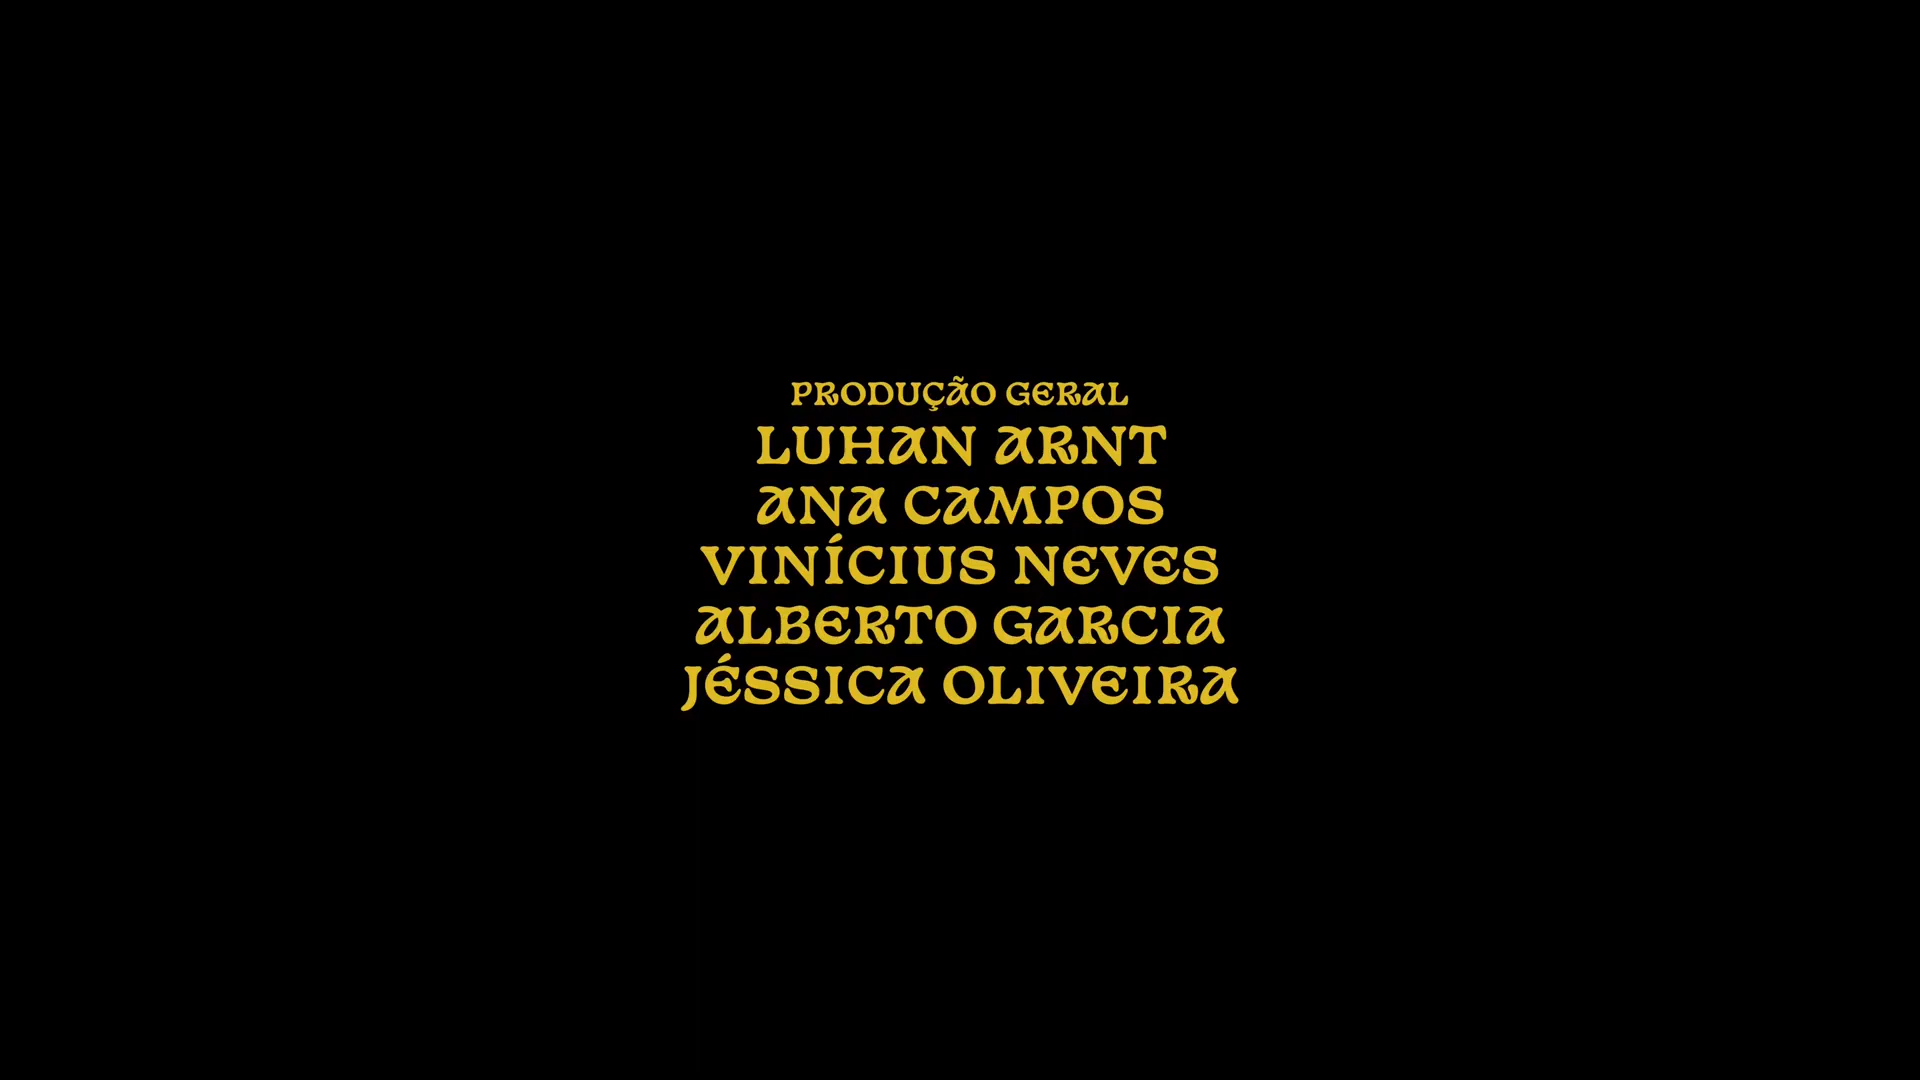 PRODUÇÃO GERAL
LUHAN ARNT
ANA CAMPOS
VINÍCIUS NEVES
ALBERTO GARCIA
JÉSSICA OLIVEIRA